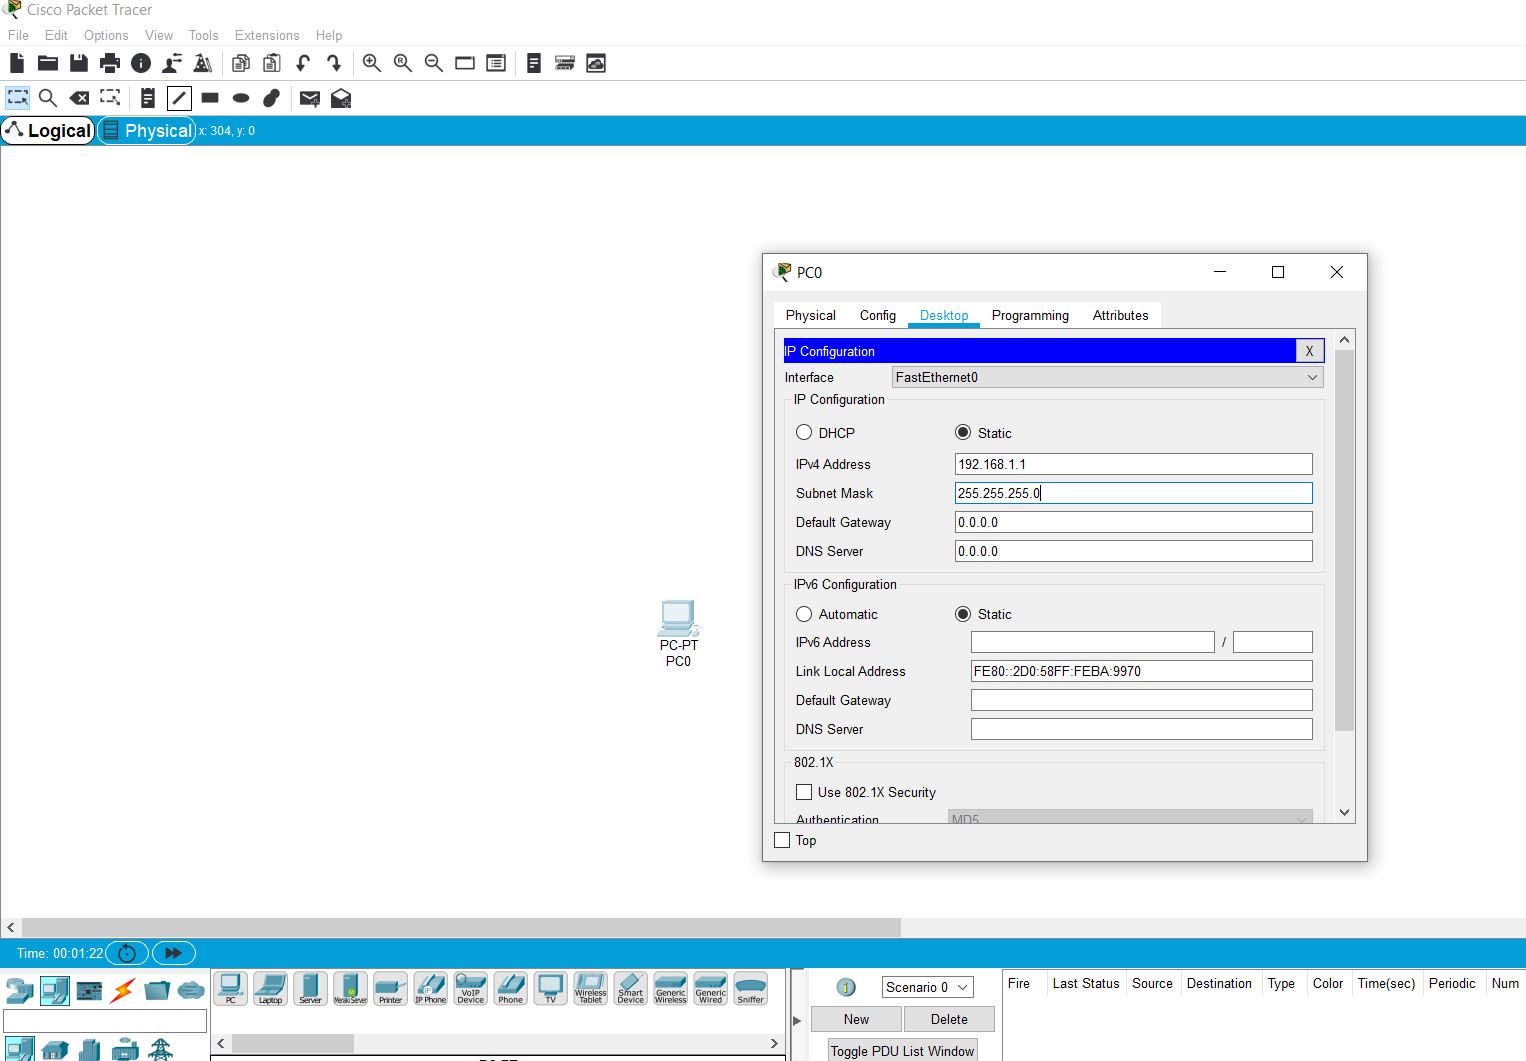 Cisco Packet Tracer
File Edit Options View Tools Extensions Help
Logical Physical x: 304, y: 0
PC0
Physical Config Desktop Programming Attributes
IP Configuration X
Interface FastEthernet0
IP Configuration
DHCP Static
IPv4 Address 192.168.1.1
Subnet Mask 255.255.255.0
Default Gateway 0.0.0.0
DNS Server 0.0.0.0
IPv6 Configuration
Automatic Static
IPv6 Address /
Link Local Address FE80::2D0:58FF:FEBA:9970
Default Gateway
DNS Server
802.1X
Use 802.1X Security
Authentication MD5
Top
PC-PT
PC0
Time: 00:01:22
PC Laptop Server Meraki Server Printer IP Phone VoIP Device Phone TV Wireless Tablet Smart Device Generic Wireless Generic Wired Sniffer
Scenario 0
New Delete
Toggle PDU List Window
Fire Last Status Source Destination Type Color Time(sec) Periodic Num